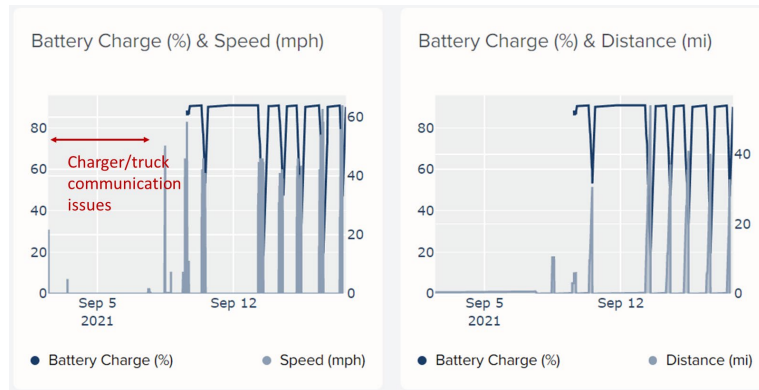 Battery Charge (%) & Speed (mph)
80
60
40
20
0
60
40
20
0
Charger/truck
communication
issues
Sep 5
2021
Sep 12
Battery Charge (%)
Speed (mph)
Battery Charge (%) & Distance (mi)
80
60
40
20
0
40
20
0
Sep 5
2021
Sep 12
Battery Charge (%)
Distance (mi)